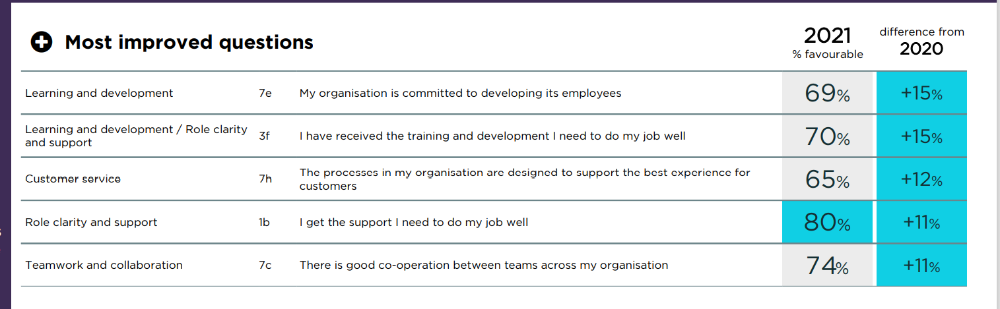 Most improved questions
2021
% favourable
difference from
2020
Learning and development 7e My organisation is committed to developing its employees 69% +15%
Learning and development / Role clarity
and support
3f I have received the training and development I need to do my job well 70% +15%
Customer service 7h The processes in my organisation are designed to support the best experience for
customers
65% +12%
Role clarity and support 1b I get the support I need to do my job well 80% +11%
Teamwork and collaboration 7c There is good co-operation between teams across my organisation 74% +11%